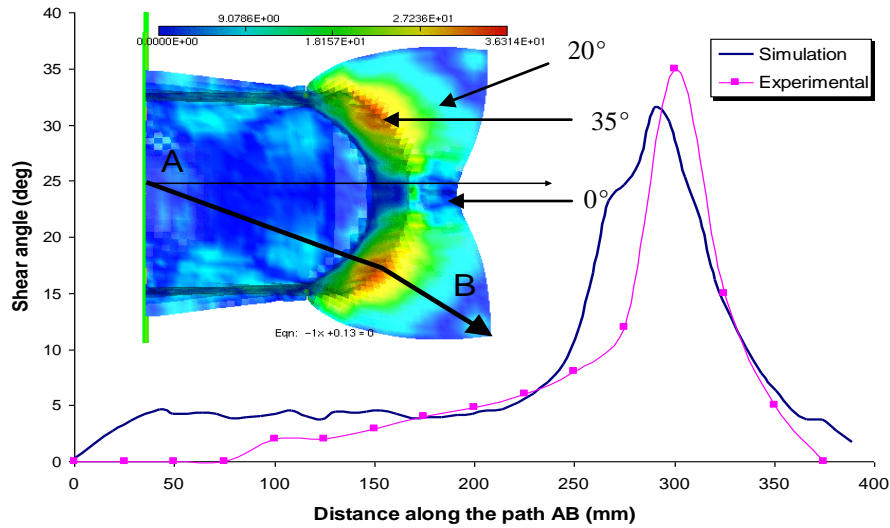 9.0786E+00 2.7236E+01
0.0000E+00 1.8157E+01 3.6314E+01
20°
35°
0°
A
B
Eqn: −1x +0.13 = 0
Simulation
Experimental
Shear angle (deg)
40
35
30
25
20
15
10
5
0
0 50 100 150 200 250 300 350 400
Distance along the path AB (mm)